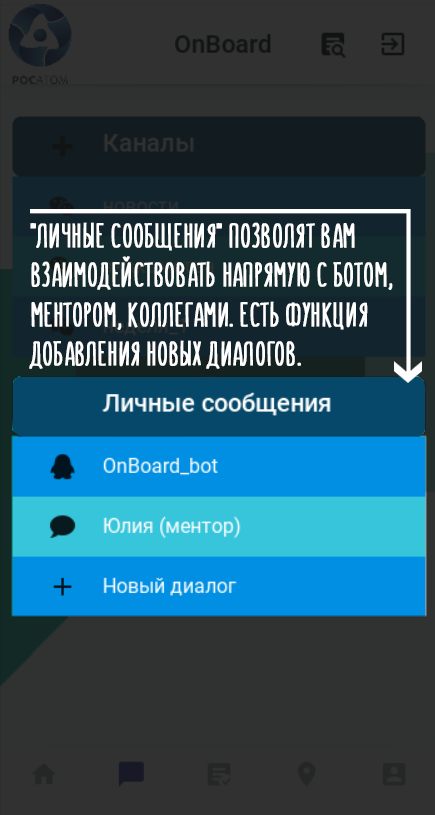 РОСАТОМ
OnBoard
Каналы
НОВОСТИ
"ЛИЧНЫЕ СООБЩЕНИЯ" ПОЗВОЛЯТ ВАМ
ВЗАИМОДЕЙСТВОВАТЬ НАПРЯМУЮ С БОТОМ,
МЕНТОРОМ, КОЛЛЕГАМИ. ЕСТЬ ФУНКЦИЯ
ДОБАВЛЕНИЯ НОВЫХ ДИАЛОГОВ.
Личные сообщения
OnBoard_bot
Юлия (ментор)
Новый диалог